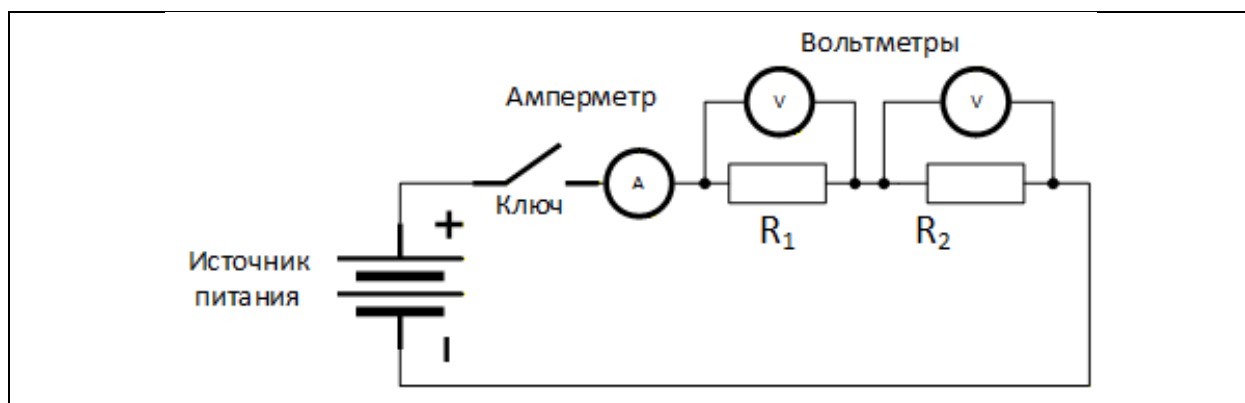 Вольтметры
Амперметр
V
V
A
Ключ
R₁
R₂
+
Источник
питания
I